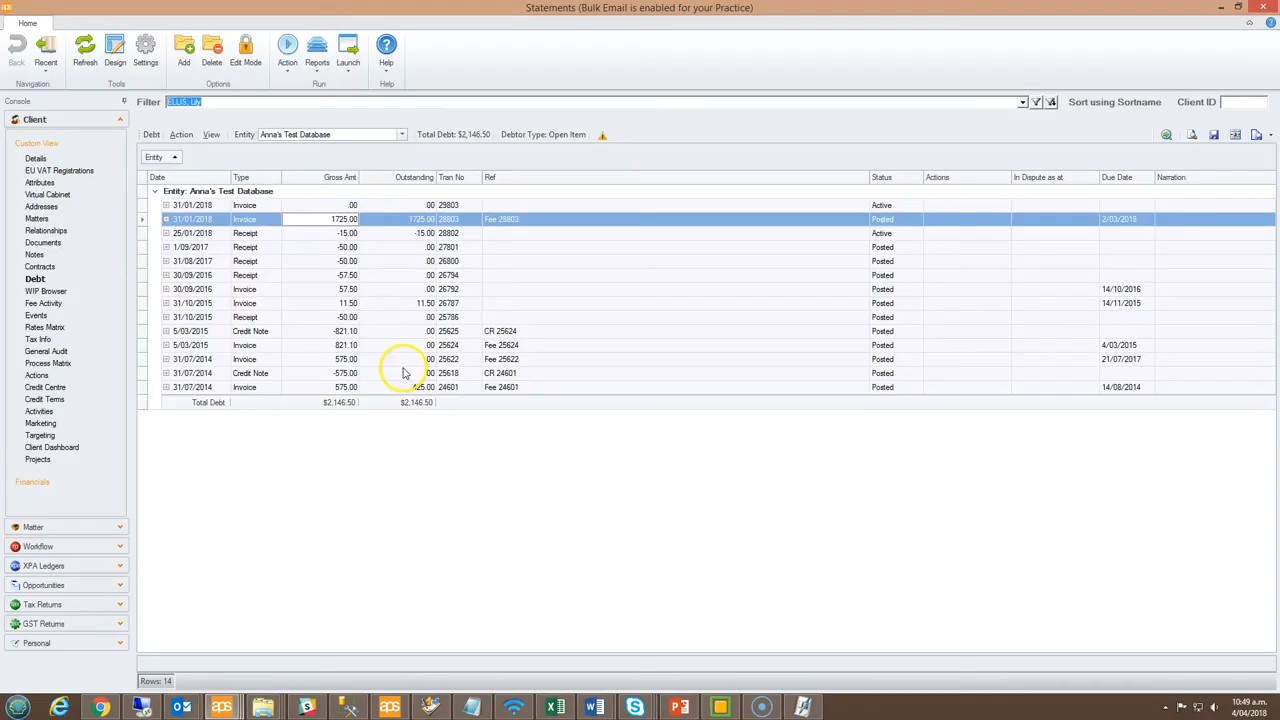 aps Statements (Bulk Email is enabled for your Practice)
Home
Back Recent Refresh Design Settings Add Delete Edit Mode Action Reports Launch Help
Navigation Tools Options Run Help
Console Filter ELLIS, Lily Sort using Sortname Client ID
Client
Debt Action View Entity Anna's Test Database Total Debt: $2,146.50 Debtor Type: Open Item
Custom View
Details
EU VAT Registrations
Attributes
Virtual Cabinet
Addresses
Matters
Relationships
Documents
Notes
Contracts
Debt
WIP Browser
Fee Activity
Events
Rates Matrix
Tax Info
General Audit
Process Matrix
Actions
Credit Centre
Credit Terms
Activities
Marketing
Targeting
Client Dashboard
Projects
Financials
Matter
Workflow
XPA Ledgers
Opportunities
Tax Returns
GST Returns
Personal
Entity
Date Type Gross Amt Outstanding Tran No Ref Status Actions In Dispute as at Due Date Narration
Entity: Anna's Test Database
31/01/2018 Invoice .00 .00 29803 Active
31/01/2018 Invoice 1725.00 1725.00 28803 Fee 28803 Posted 2/03/2018
25/01/2018 Receipt -15.00 -15.00 28802 Active
1/09/2017 Receipt -50.00 .00 27801 Posted
31/08/2017 Receipt -50.00 .00 26800 Posted
30/09/2016 Receipt -57.50 .00 26794 Posted
30/09/2016 Invoice 57.50 .00 26792 Posted 14/10/2016
31/10/2015 Invoice 11.50 11.50 26787 Posted 14/11/2015
31/10/2015 Receipt -50.00 .00 25786 Posted
5/03/2015 Credit Note -821.10 .00 25625 CR 25624 Posted
5/03/2015 Invoice 821.10 .00 25624 Fee 25624 Posted 4/03/2015
31/07/2014 Invoice 575.00 .00 25622 Fee 25622 Posted 21/07/2017
31/07/2014 Credit Note -575.00 .00 25618 CR 24601 Posted
31/07/2014 Invoice 575.00 425.00 24601 Fee 24601 Posted 14/08/2014
Total Debt $2,146.50 $2,146.50
Rows: 14
aps aps
10:49 a.m.
4/04/2018